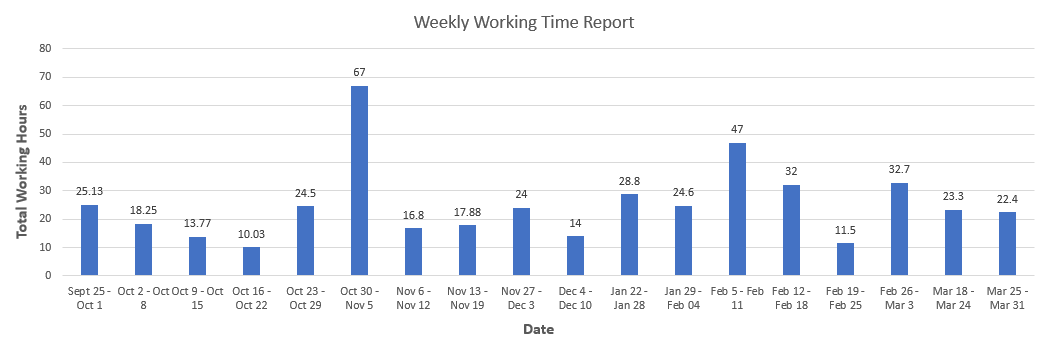 Weekly Working Time Report
Total Working Hours
80
70
60
50
40
30
20
10
0
25.13
18.25
13.77
10.03
24.5
67
16.8
17.88
24
14
28.8
24.6
47
32
11.5
32.7
23.3
22.4
Sept 25 -
Oct 1
Oct 2 - Oct
8
Oct 9 - Oct
15
Oct 16 -
Oct 22
Oct 23 -
Oct 29
Oct 30 -
Nov 5
Nov 6 -
Nov 12
Nov 13 -
Nov 19
Nov 27 -
Dec 3
Dec 4 -
Dec 10
Jan 22 -
Jan 28
Jan 29 -
Feb 04
Feb 5 - Feb
11
Feb 12 -
Feb 18
Feb 19 -
Feb 25
Feb 26 -
Mar 3
Mar 18 -
Mar 24
Mar 25 -
Mar 31
Date